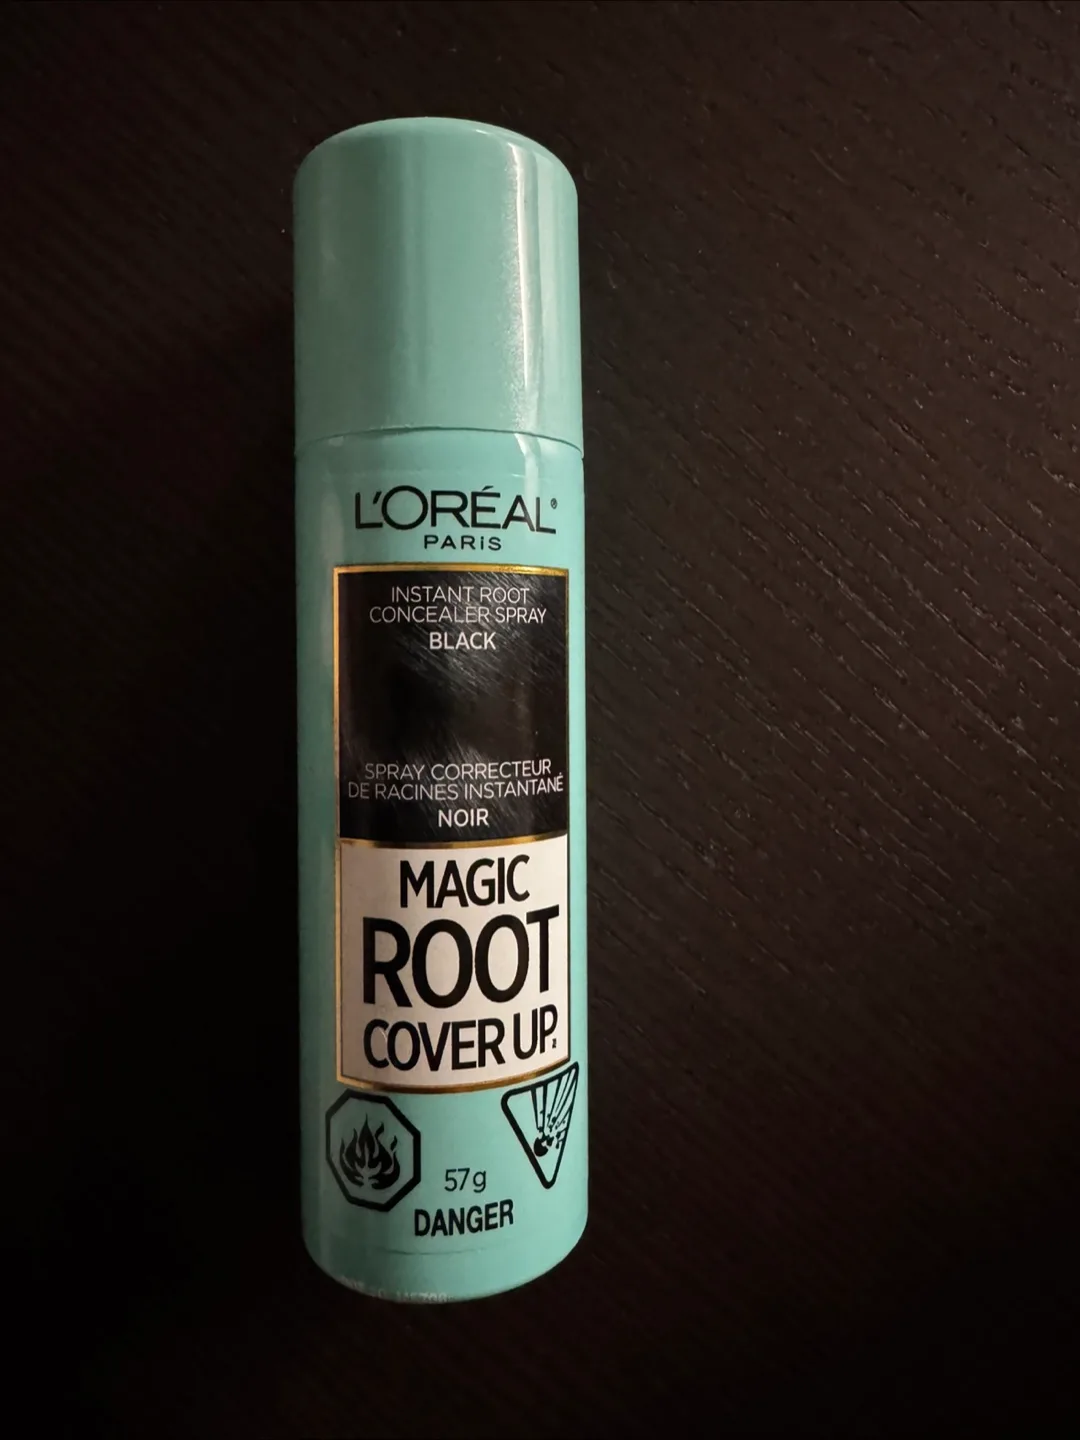 L'ORÉAL®
PARIS
INSTANT ROOT
CONCEALER SPRAY
BLACK
SPRAY CORRECTEUR
DE RACINES INSTANTANÉ
NOIR
MAGIC
ROOT
COVER UP
57g
DANGER